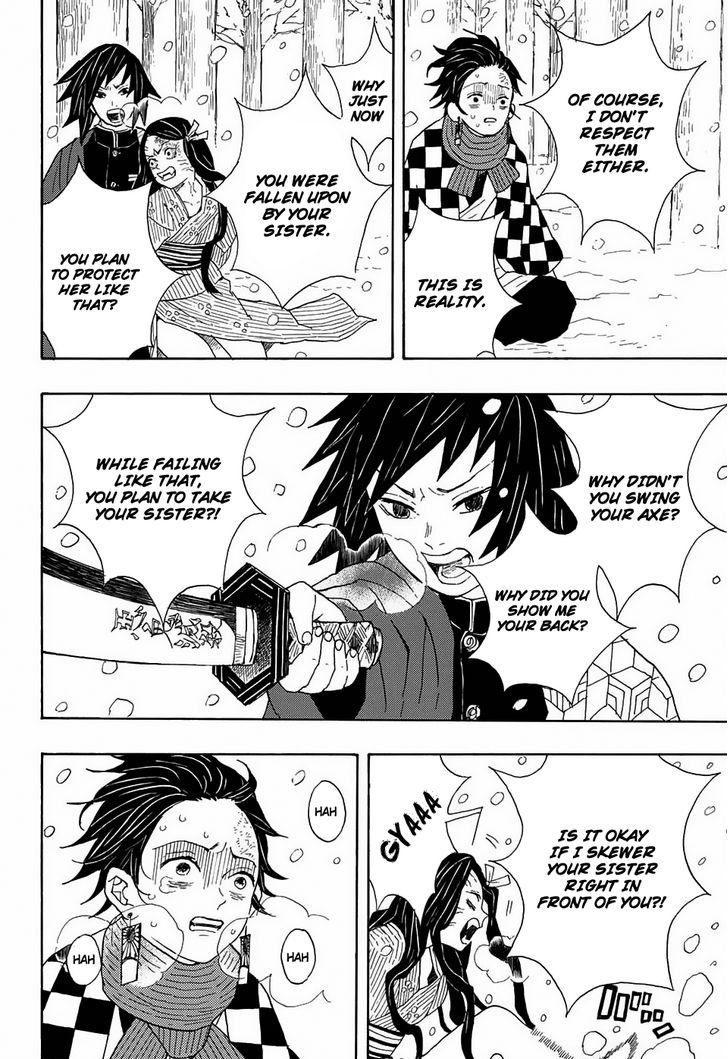 OF COURSE,
I DON'T
RESPECT
THEM
EITHER.
THIS IS
REALITY.
WHY
JUST
NOW
YOU WERE
FALLEN UPON
BY YOUR
SISTER.
YOU PLAN
TO PROTECT
HER LIKE
THAT?
WHY DIDN'T
YOU SWING
YOUR AXE?
WHY DID YOU
SHOW ME
YOUR BACK?
WHILE FAILING
LIKE THAT,
YOU PLAN TO TAKE
YOUR SISTER?!
IS IT OKAY
IF I SKEWER
YOUR SISTER
RIGHT IN
FRONT OF YOU?!
GYAAA
HAH
HAH
HAH